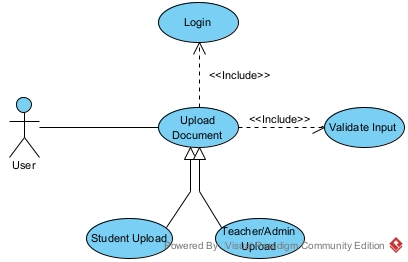 Login
<<Include>>
Upload
Document
<<Include>>
Validate Input
User
Student Upload
Teacher/Admin
Upload
Powered By: Visual Paradigm Community Edition